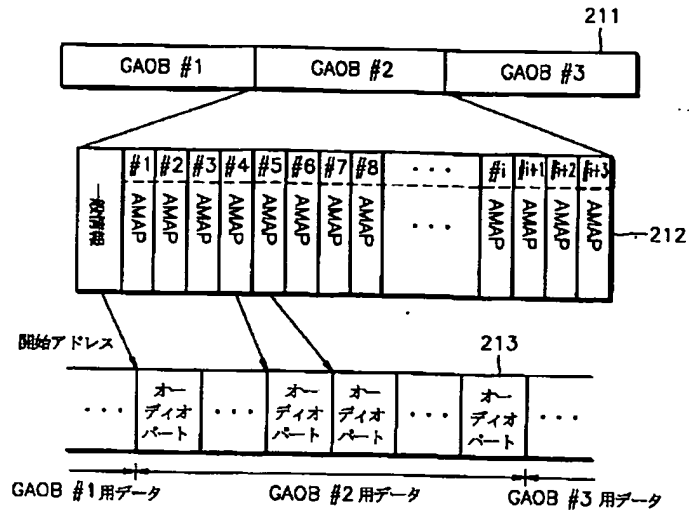 211
GAOB #1 GAOB #2 GAOB #3
#1 #2 #3 #4 #5 #6 #7 #8 ... #i #i+1 #i+2 #i+3
一般情報 AMAP AMAP AMAP AMAP AMAP AMAP AMAP AMAP ... AMAP AMAP AMAP AMAP
212
開始アドレス
213
... オーディオパート ... オーディオパート オーディオパート ... オーディオパート ...
GAOB #1 用データ GAOB #2 用データ GAOB #3 用データ